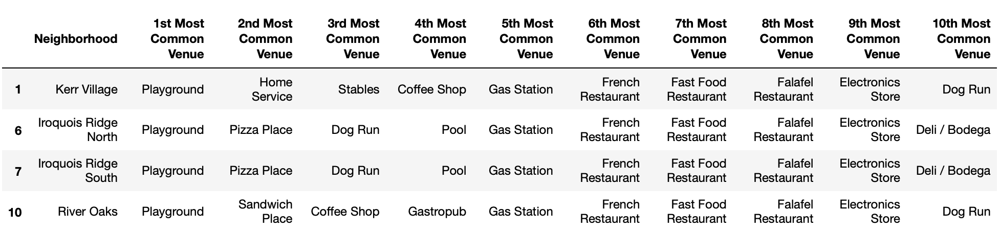 Neighborhood 1st Most Common Venue 2nd Most Common Venue 3rd Most Common Venue 4th Most Common Venue 5th Most Common Venue 6th Most Common Venue 7th Most Common Venue 8th Most Common Venue 9th Most Common Venue 10th Most Common Venue
1 Kerr Village Playground Home Service Stables Coffee Shop Gas Station French Restaurant Fast Food Restaurant Falafel Restaurant Electronics Store Dog Run
6 Iroquois Ridge North Playground Pizza Place Dog Run Pool Gas Station French Restaurant Fast Food Restaurant Falafel Restaurant Electronics Store Deli / Bodega
7 Iroquois Ridge South Playground Pizza Place Dog Run Pool Gas Station French Restaurant Fast Food Restaurant Falafel Restaurant Electronics Store Deli / Bodega
10 River Oaks Playground Sandwich Place Coffee Shop Gastropub Gas Station French Restaurant Fast Food Restaurant Falafel Restaurant Electronics Store Dog Run